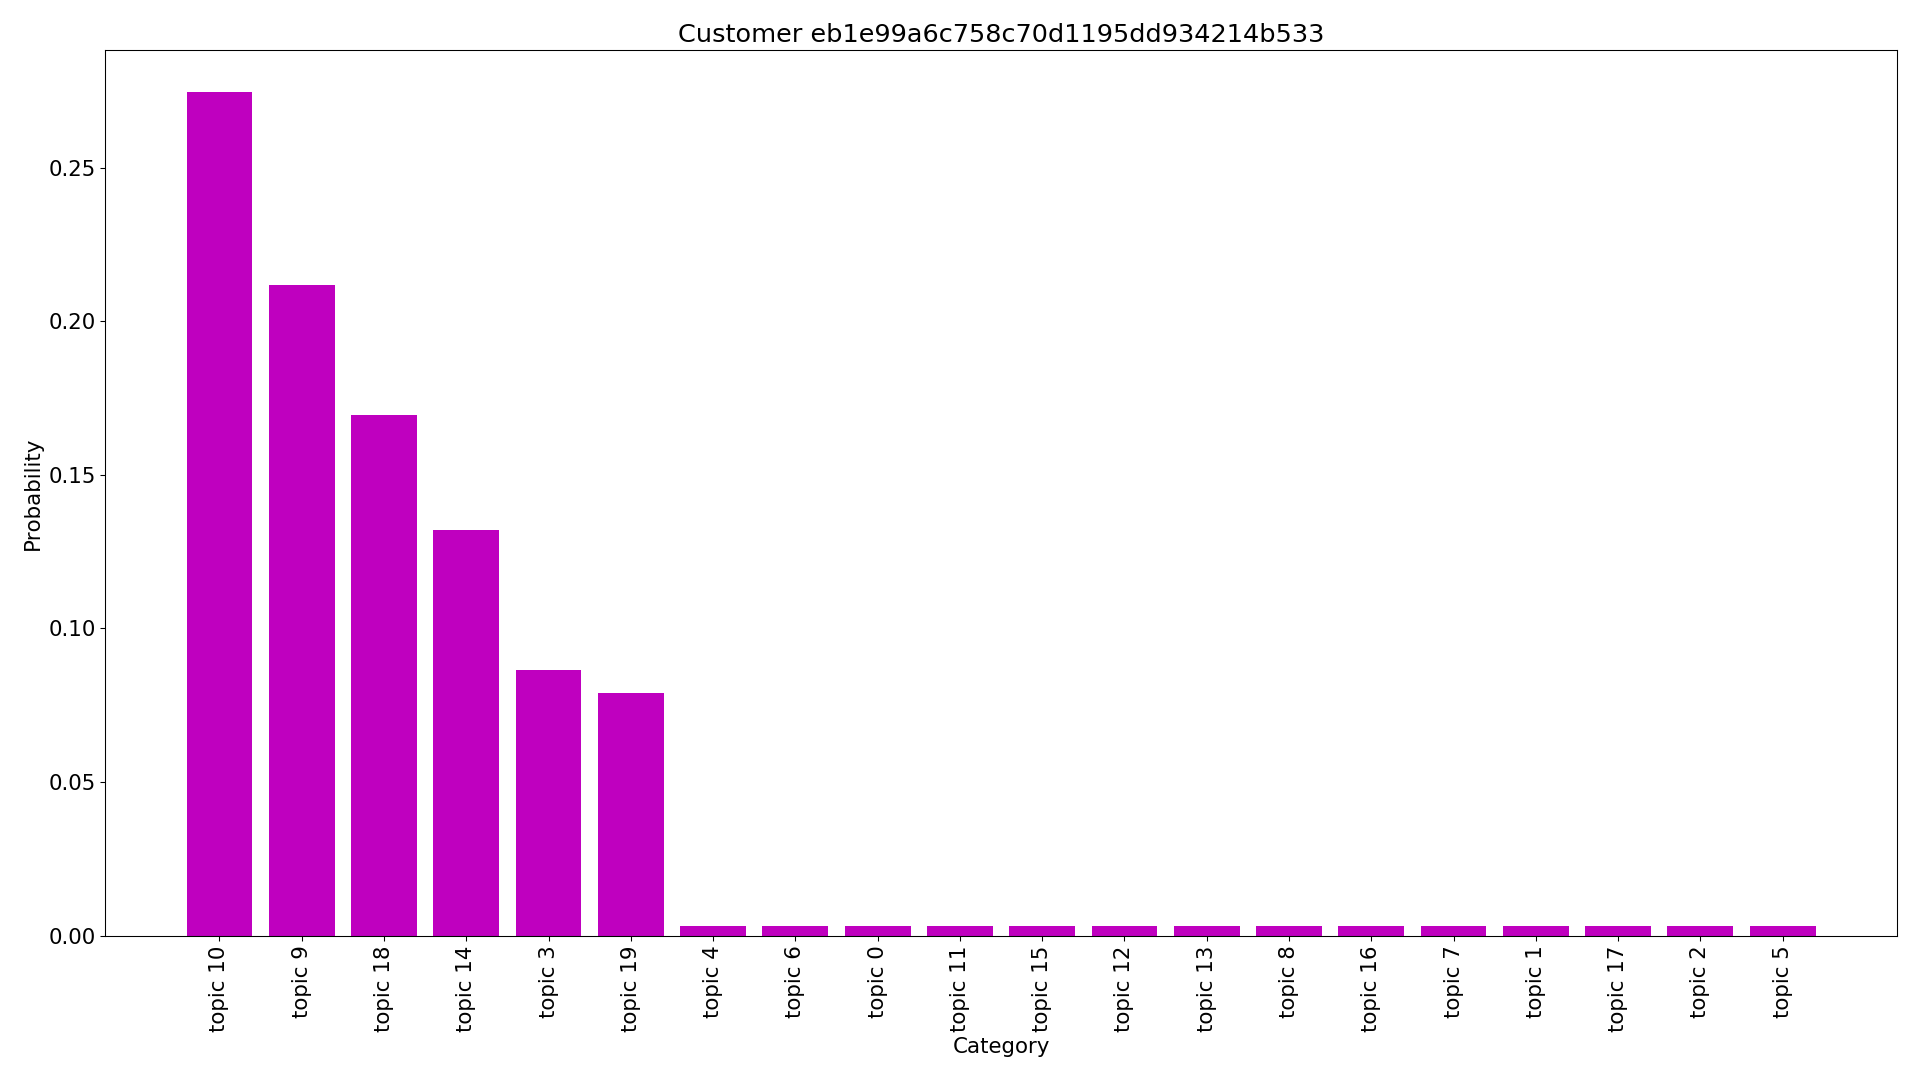 Customer eb1e99a6c758c70d1195dd934214b533
Probability
0.25
0.20
0.15
0.10
0.05
0.00
topic 10
topic 9
topic 18
topic 14
topic 3
topic 19
topic 4
topic 6
topic 0
topic 11
topic 15
topic 12
topic 13
topic 8
topic 16
topic 7
topic 1
topic 17
topic 2
topic 5
Category